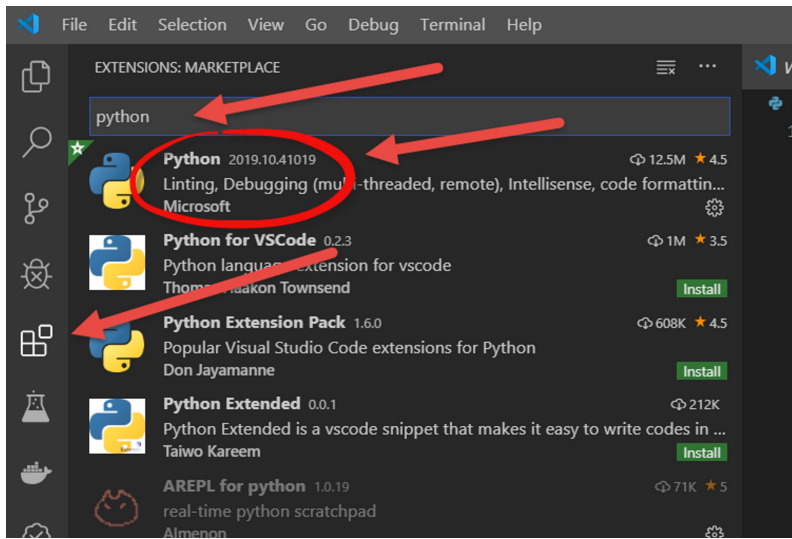 File Edit Selection View Go Debug Terminal Help
EXTENSIONS: MARKETPLACE
python
Python 2019.10.41019 12.5M 4.5
Linting, Debugging (multi-threaded, remote), Intellisense, code formattin...
Microsoft
Python for VSCode 0.2.3 1M 3.5
Python language extension for vscode
Thomas Haakon Townsend
Install
Python Extension Pack 1.6.0 608K 4.5
Popular Visual Studio Code extensions for Python
Don Jayamanne
Install
Python Extended 0.0.1 212K
Python Extended is a vscode snippet that makes it easy to write codes in ...
Taiwo Kareem
Install
AREPL for python 1.0.19 71K 5
real-time python scratchpad
Almenon